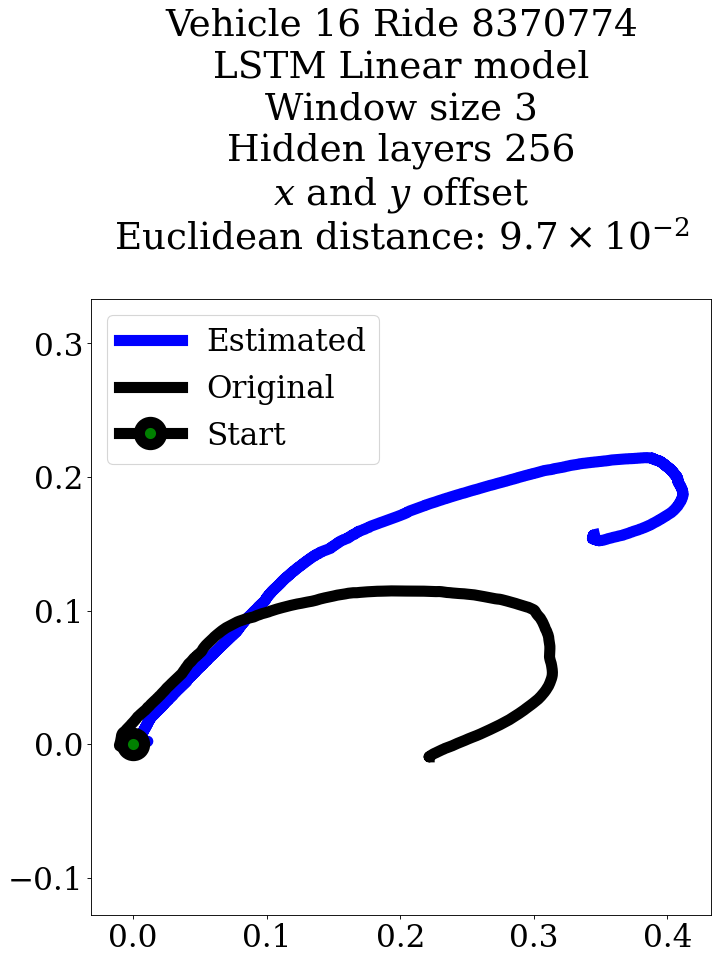 Vehicle 16 Ride 8370774
LSTM Linear model
Window size 3
Hidden layers 256
x and y offset
Euclidean distance: 9.7 × 10⁻²
Estimated
Original
Start
0.3
0.2
0.1
0.0
−0.1
0.0 0.1 0.2 0.3 0.4